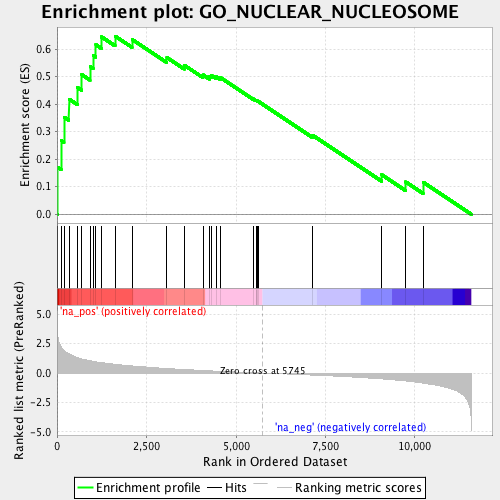 Enrichment plot: GO_NUCLEAR_NUCLEOSOME
Enrichment score (ES)
0.6
0.5
0.4
0.3
0.2
0.1
0.0
'na_pos' (positively correlated)
Ranked list metric (PreRanked)
5.0
2.5
0.0
-2.5
-5.0
Zero cross at 5745
'na_neg' (negatively correlated)
0 2,500 5,000 7,500 10,000
Rank in Ordered Dataset
Enrichment profile Hits Ranking metric scores